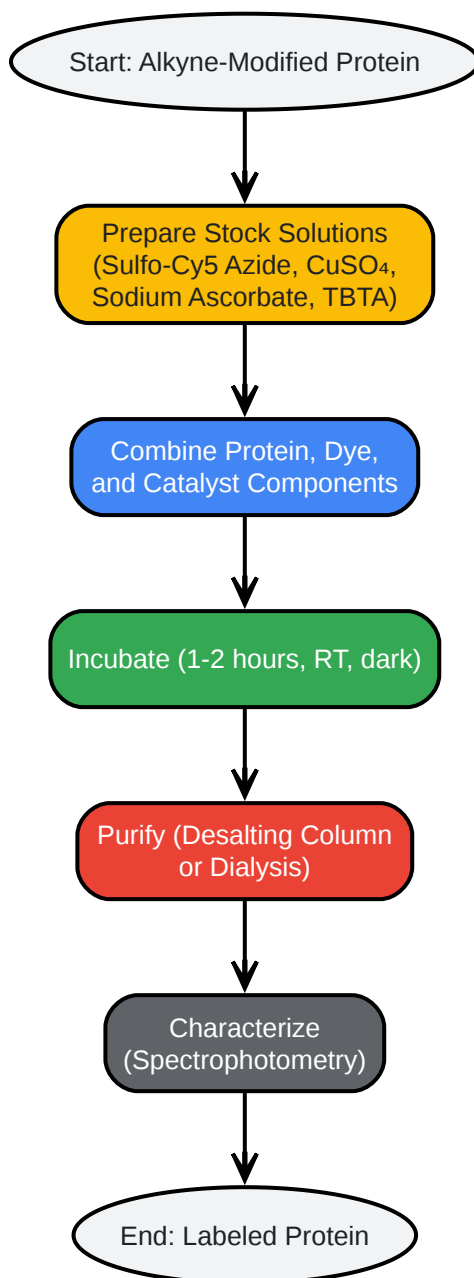 Start: Alkyne-Modified Protein
Prepare Stock Solutions
(Sulfo-Cy5 Azide, CuSO₄,
Sodium Ascorbate, TBTA)
Combine Protein, Dye,
and Catalyst Components
Incubate (1-2 hours, RT, dark)
Purify (Desalting Column
or Dialysis)
Characterize
(Spectrophotometry)
End: Labeled Protein